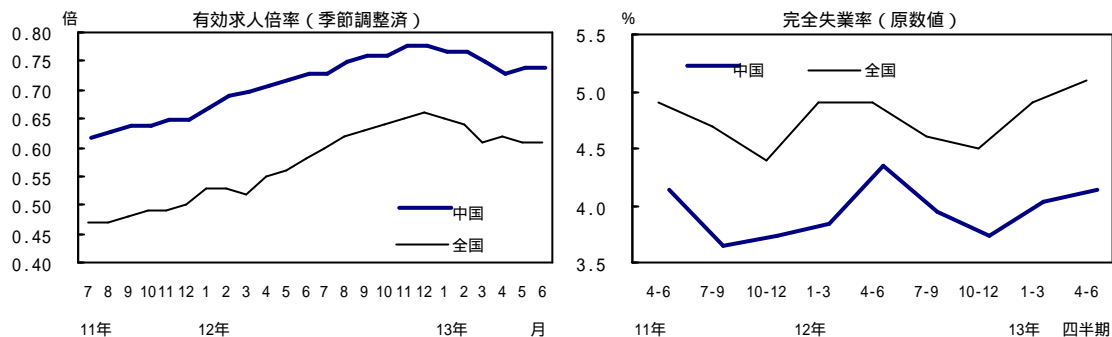 倍
有効求人倍率（季節調整済）
0.80
0.75
0.70
0.65
0.60
0.55
0.50
0.45
0.40
中国
全国
7 8 9 10 11 12 1 2 3 4 5 6 7 8 9 10 11 12 1 2 3 4 5 6
11年 12年 13年 月
％
完全失業率（原数値）
5.5
5.0
4.5
4.0
3.5
中国 全国
4-6 7-9 10-12 1-3 4-6 7-9 10-12 1-3 4-6
11年 12年 13年 四半期